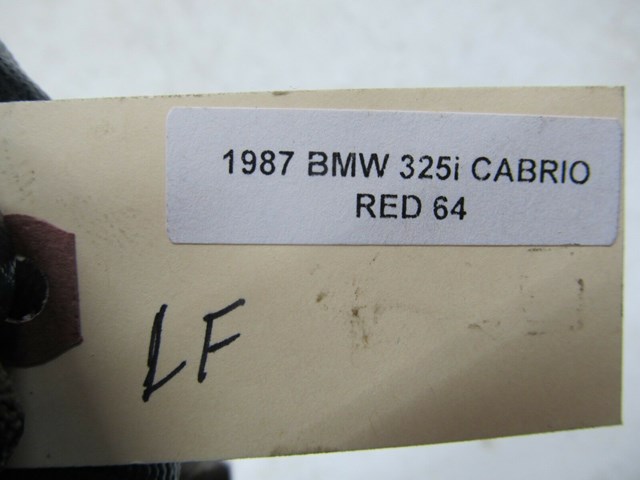 1987 BMW 325i CABRIO
RED 64
LF